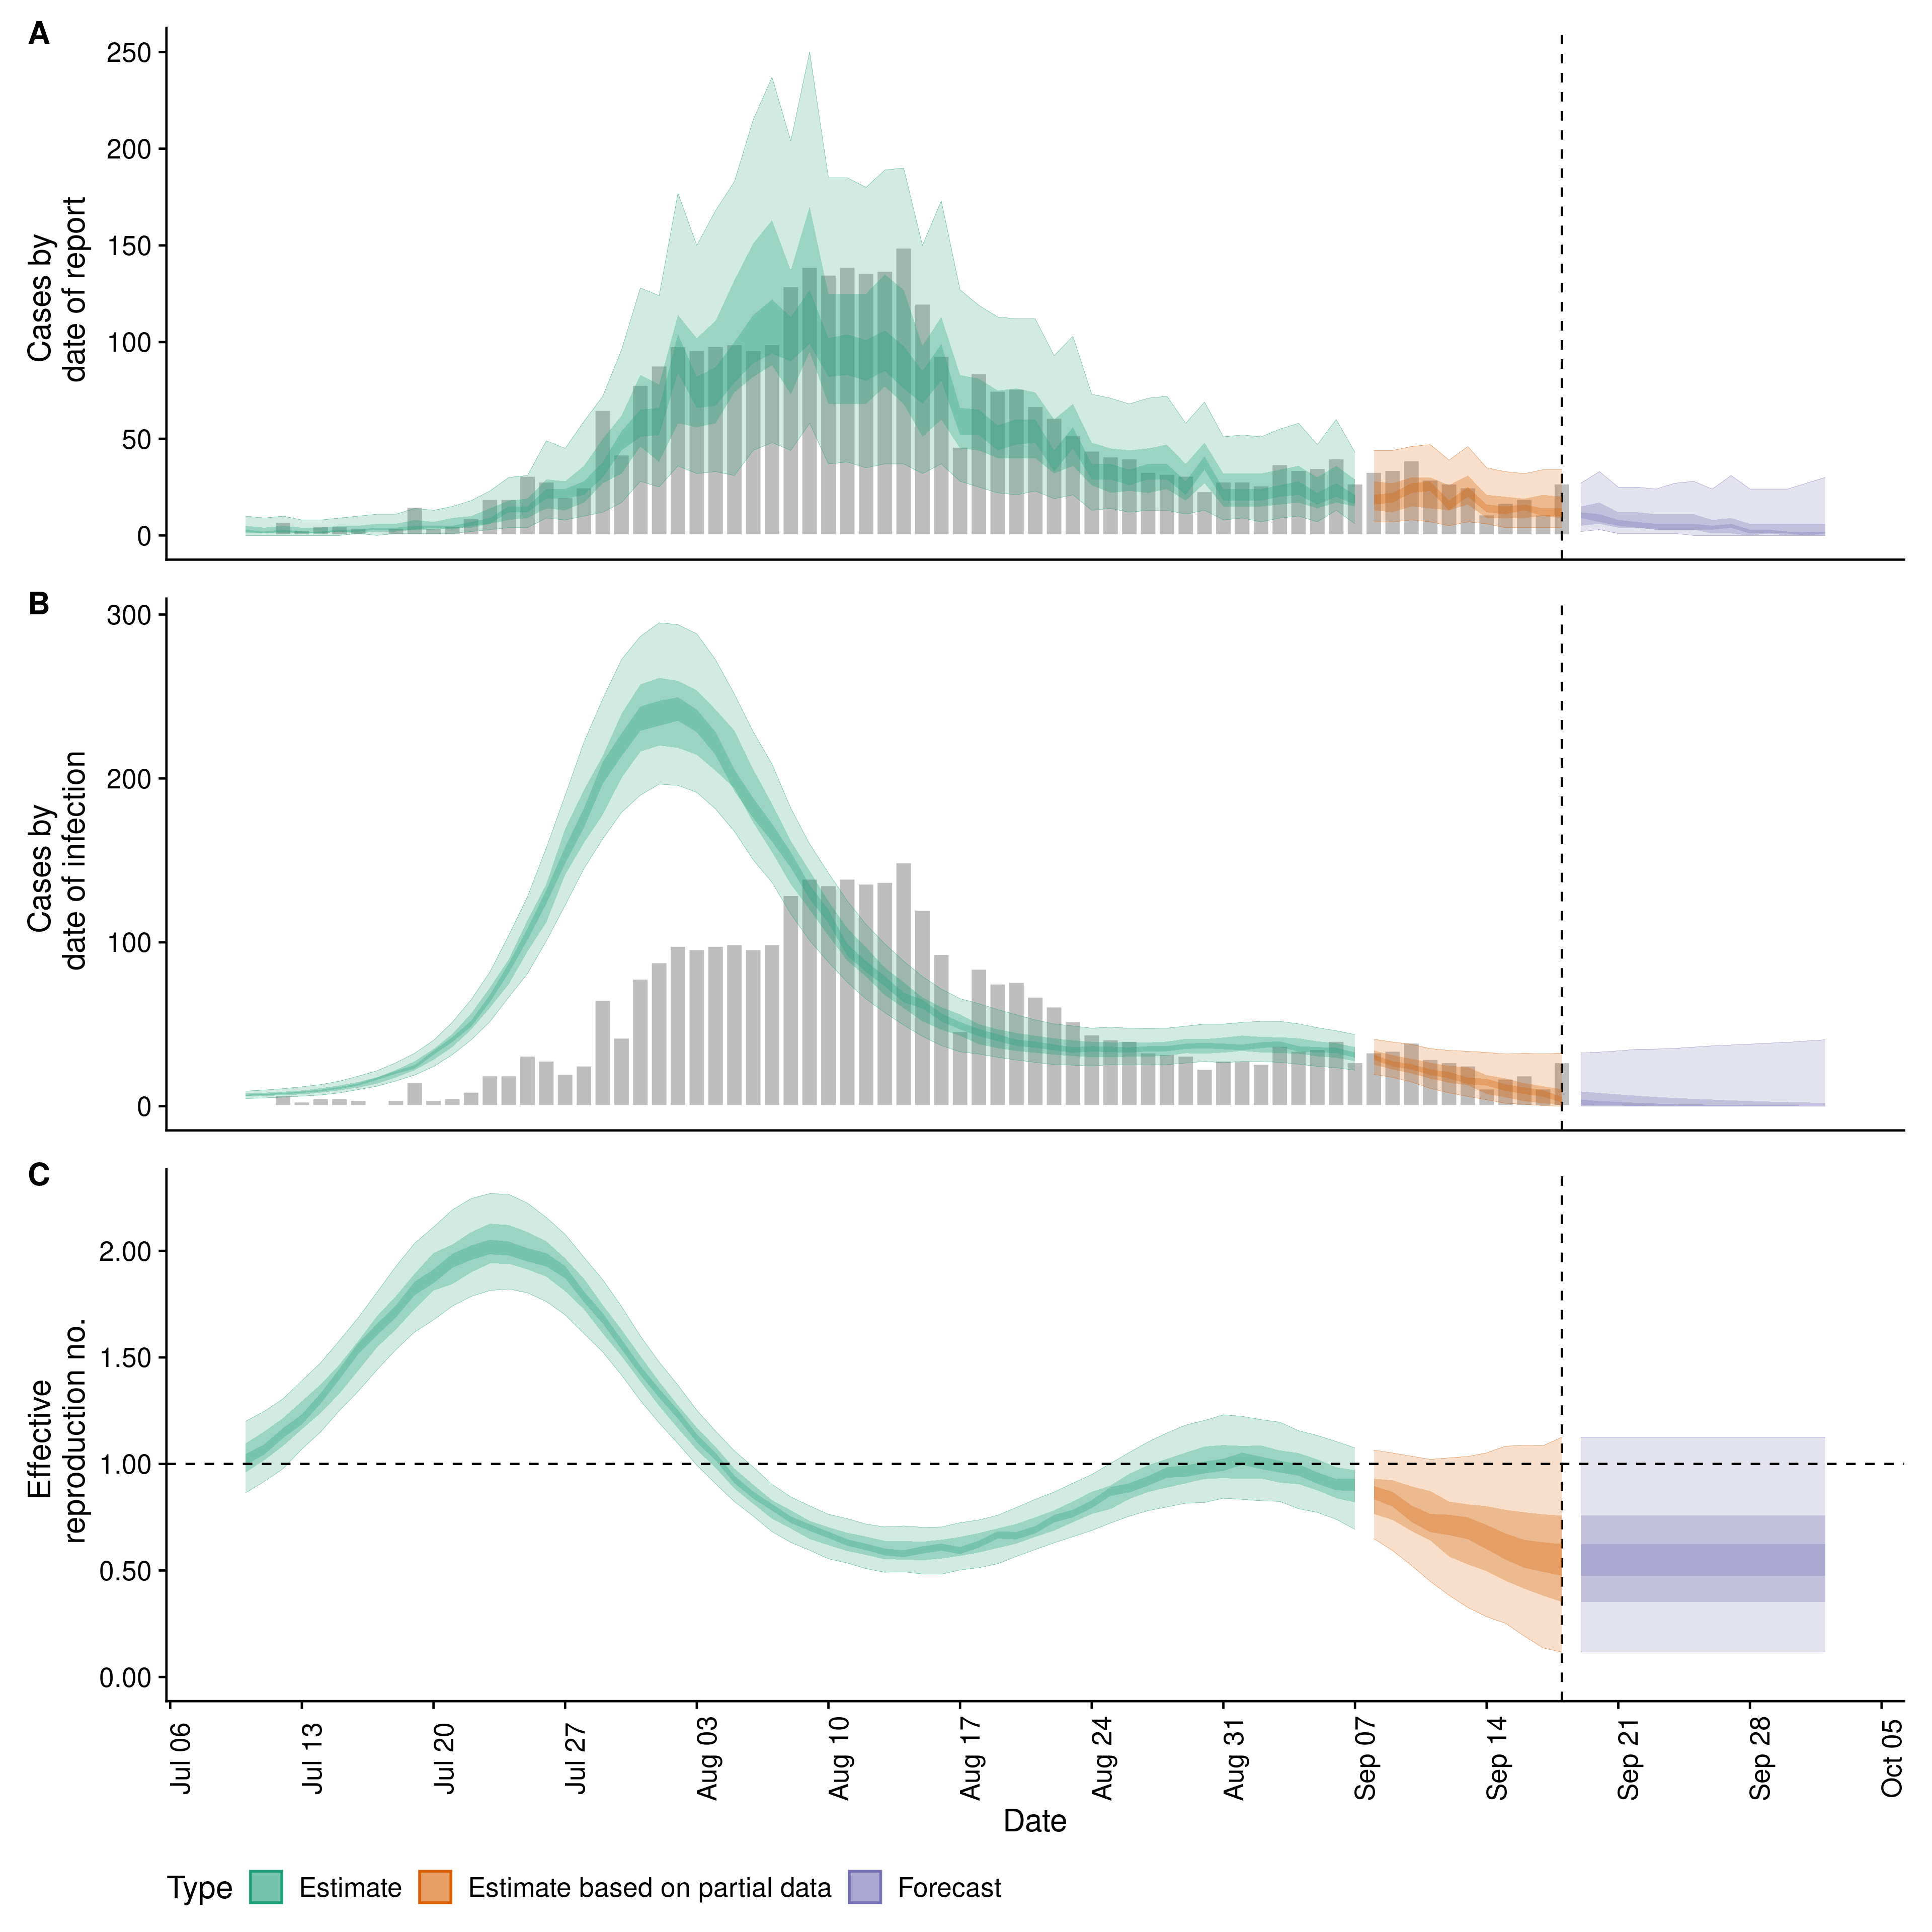 A
250
200
150
100
50
0
Cases by
date of report
B
300
200
100
0
Cases by
date of infection
C
2.00
1.50
1.00
0.50
0.00
Effective
reproduction no.
Jul 06
Jul 13
Jul 20
Jul 27
Aug 03
Aug 10
Aug 17
Aug 24
Aug 31
Sep 07
Sep 14
Sep 21
Sep 28
Oct 05
Date
Type Estimate Estimate based on partial data Forecast